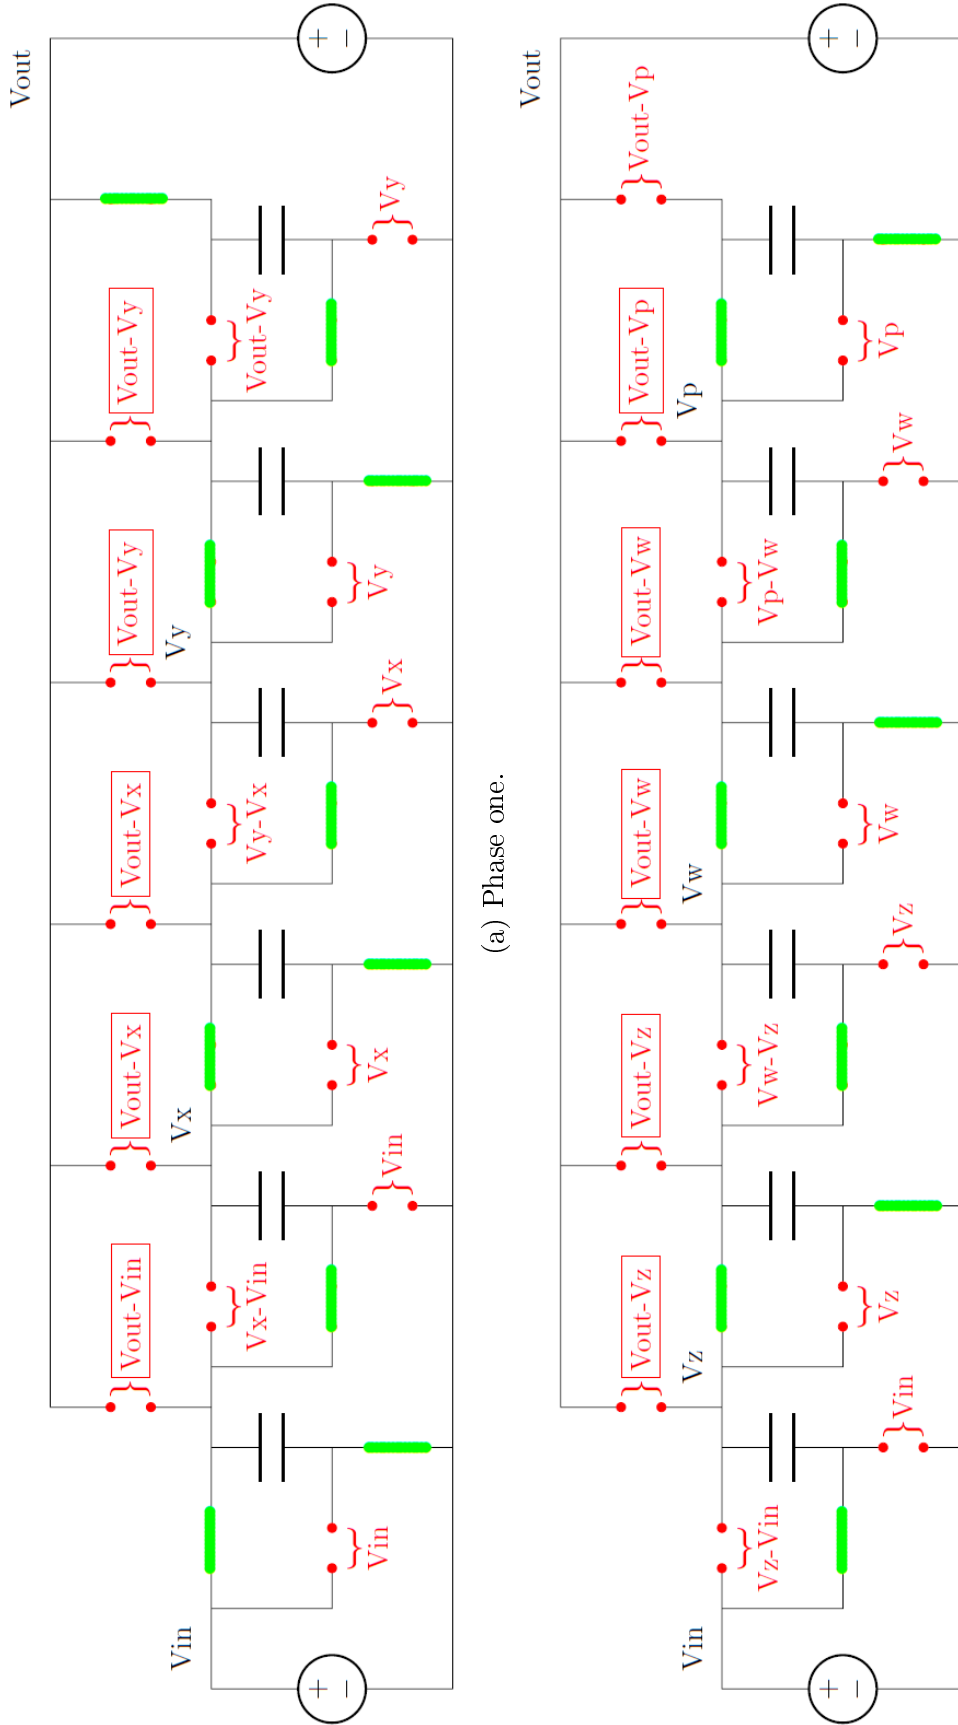 Vout
Vout-Vin Vout-Vx Vout-Vx Vout-Vy Vout-Vy
Vin Vx Vy
Vx-Vin Vy-Vx Vout-Vy
+ +
− −
Vin Vin Vx Vx Vy Vy
(a) Phase one.
Vout
Vout-Vz Vout-Vz Vout-Vw Vout-Vw Vout-Vp Vout-Vp
Vin Vz Vw Vp
Vz-Vin Vw-Vz Vp-Vw
+ +
− −
Vin Vz Vz Vw Vw Vp